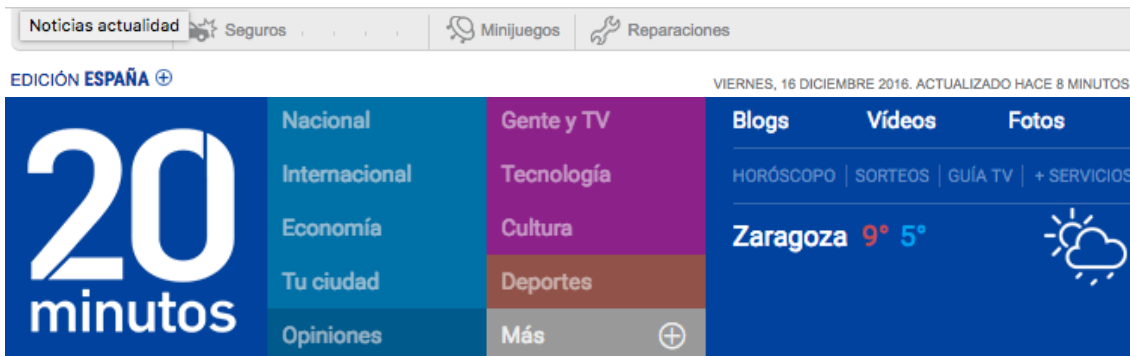 Noticias actualidad Seguros Minijuegos Reparaciones
EDICIÓN ESPAÑA
VIERNES, 16 DICIEMBRE 2016. ACTUALIZADO HACE 8 MINUTOS
20
minutos
Nacional
Internacional
Economía
Tu ciudad
Opiniones
Gente y TV
Tecnología
Cultura
Deportes
Más
Blogs Vídeos Fotos
HORÓSCOPO | SORTEOS | GUÍA TV | + SERVICIOS
Zaragoza 9° 5°